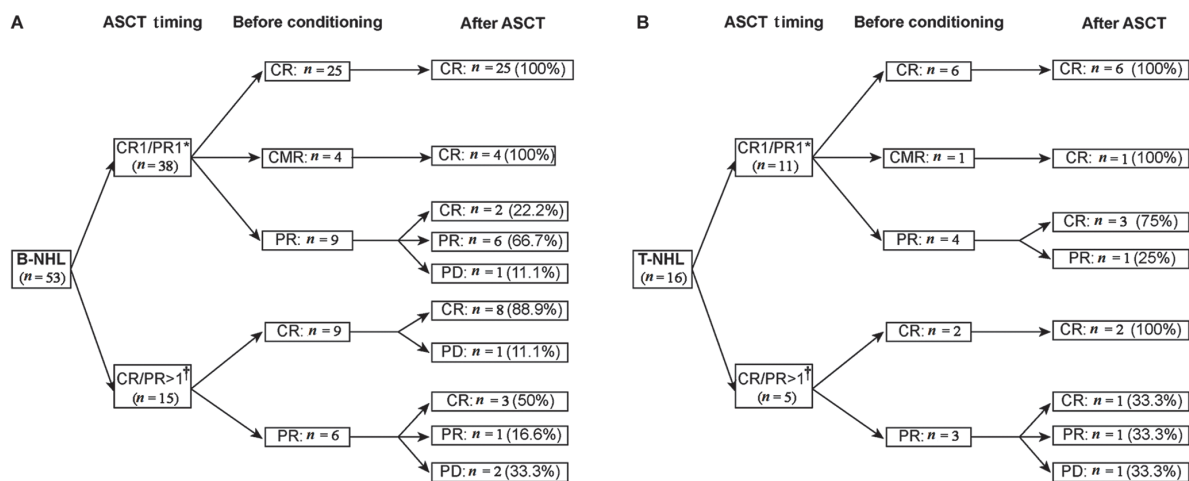 A
ASCT timing
Before conditioning
After ASCT
B-NHL
(n = 53)
CR1/PR1*
(n = 38)
CR: n = 25
CR: n = 25 (100%)
CMR: n = 4
CR: n = 4 (100%)
PR: n = 9
CR: n = 2 (22.2%)
PR: n = 6 (66.7%)
PD: n = 1 (11.1%)
CR/PR>1†
(n = 15)
CR: n = 9
CR: n = 8 (88.9%)
PD: n = 1 (11.1%)
PR: n = 6
CR: n = 3 (50%)
PR: n = 1 (16.6%)
PD: n = 2 (33.3%)
B
ASCT timing
Before conditioning
After ASCT
T-NHL
(n = 16)
CR1/PR1*
(n = 11)
CR: n = 6
CR: n = 6 (100%)
CMR: n = 1
CR: n = 1 (100%)
PR: n = 4
CR: n = 3 (75%)
PR: n = 1 (25%)
CR/PR>1†
(n = 5)
CR: n = 2
CR: n = 2 (100%)
PR: n = 3
CR: n = 1 (33.3%)
PR: n = 1 (33.3%)
PD: n = 1 (33.3%)